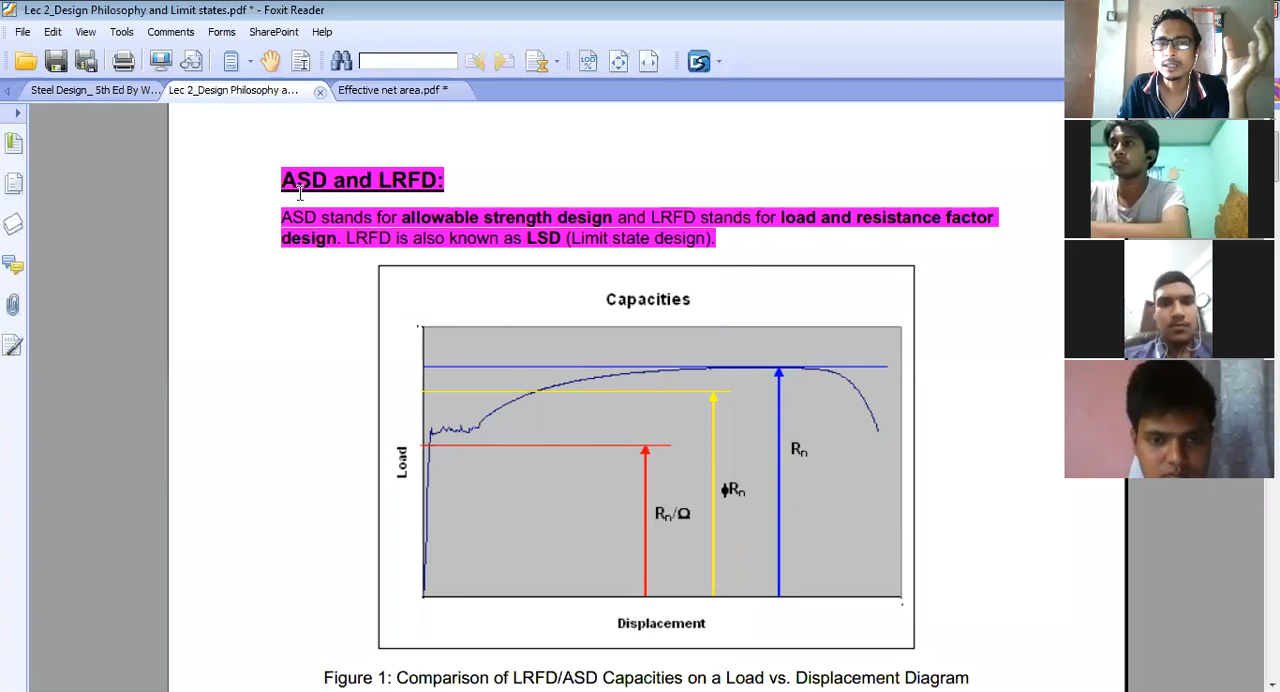 Lec 2_Design Philosophy and Limit states.pdf * - Foxit Reader
File Edit View Tools Comments Forms SharePoint Help
Steel Design_ 5th Ed By W... Lec 2_Design Philosophy a... Effective net area.pdf *
ASD and LRFD:
ASD stands for allowable strength design and LRFD stands for load and resistance factor
design. LRFD is also known as LSD (Limit state design).
Capacities
Load
Rn
ϕRn
Rn/Ω
Displacement
Figure 1: Comparison of LRFD/ASD Capacities on a Load vs. Displacement Diagram